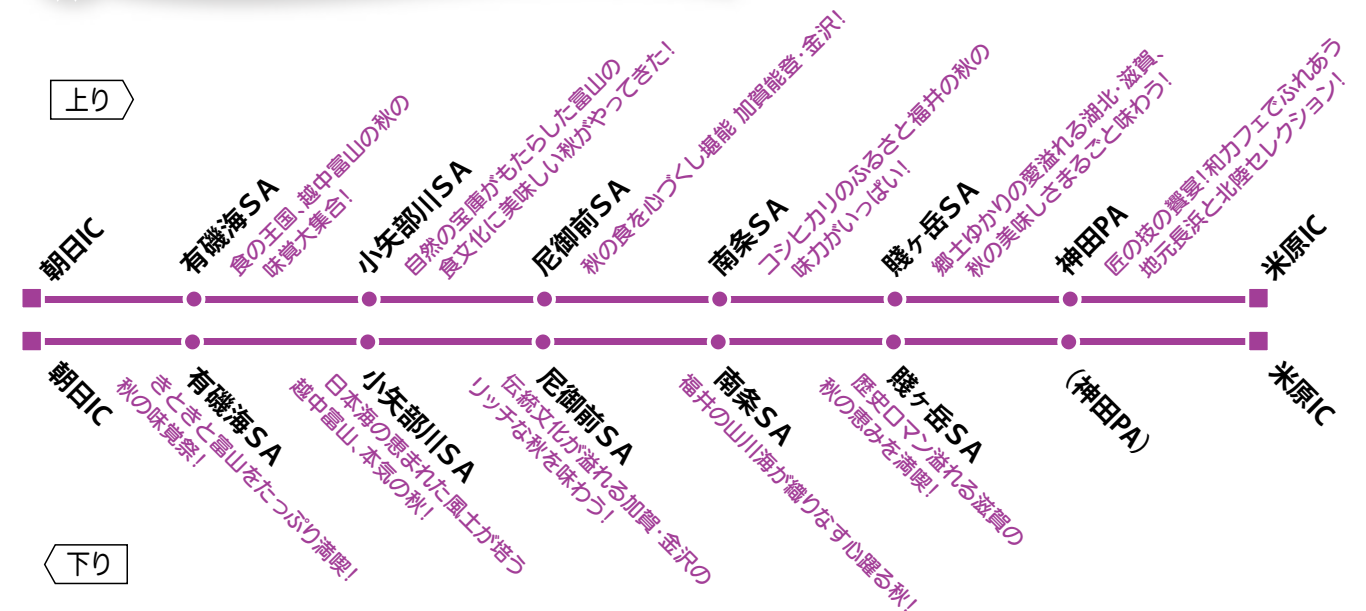 上り
朝日IC
有磯海SA
食の王国、越中富山の秋の
味覚大集合！
小矢部川SA
自然の宝庫がもたらした富山の
食文化に美味しい秋がやってきた！
尼御前SA
秋の食を心づくし堪能 加賀能登・金沢！
南条SA
コシヒカリのふるさと福井の秋の
味力がいっぱい！
賤ヶ岳SA
郷土ゆかりの愛溢れる湖北・滋賀、
秋の美味しさまるごと味わう！
神田PA
匠の技の饗宴！和カフェでふれあう
地元長浜と北陸セレクション！
米原IC
朝日IC
有磯海SA
きときと富山をたっぷり満喫！
秋の味覚祭！
小矢部川SA
日本海の恵まれた風土が培う
越中富山、本気の秋！
尼御前SA
伝統文化が溢れる加賀・金沢の
リッチな秋を味わう！
南条SA
福井の山川海が織りなす心躍る秋！
賤ヶ岳SA
歴史ロマン溢れる滋賀の
秋の恵みを満喫！
（神田PA）
米原IC
下り